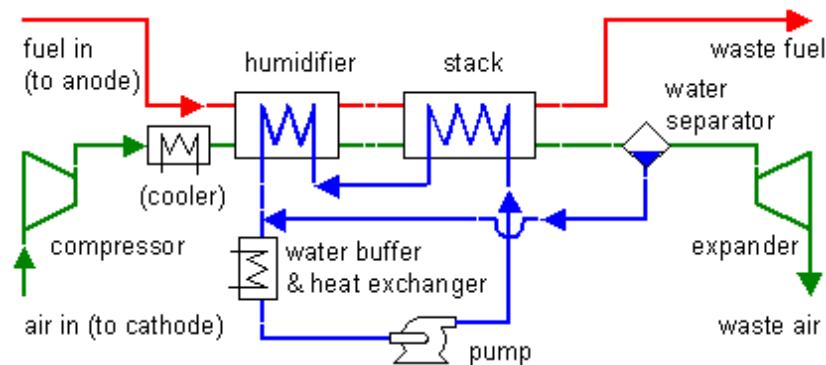 fuel in
(to anode)
humidifier
stack
waste fuel
water
separator
(cooler)
compressor
water buffer
& heat exchanger
expander
air in (to cathode)
pump
waste air